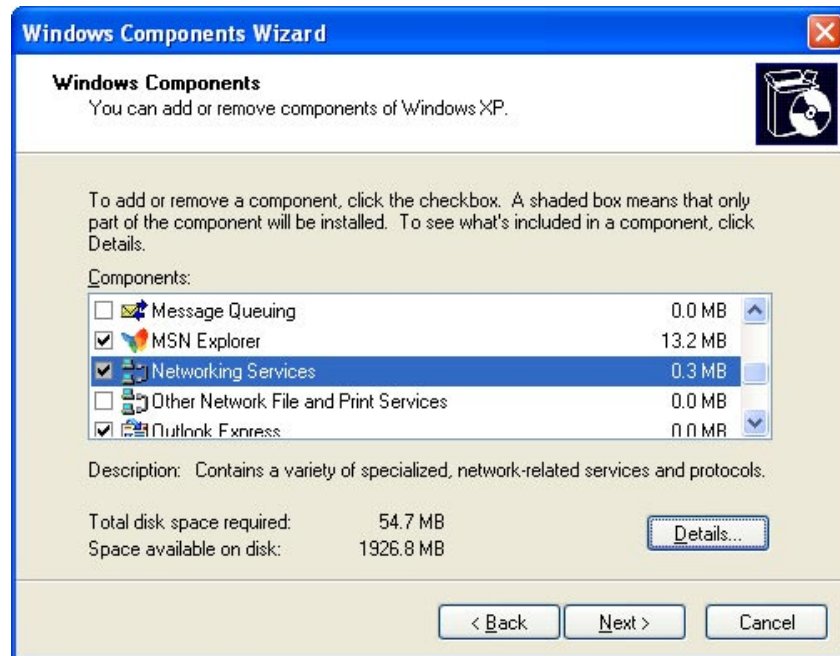 Windows Components Wizard
Windows Components
You can add or remove components of Windows XP.
To add or remove a component, click the checkbox. A shaded box means that only
part of the component will be installed. To see what's included in a component, click
Details.
Components:
Message Queuing 0.0 MB
MSN Explorer 13.2 MB
Networking Services 0.3 MB
Other Network File and Print Services 0.0 MB
Outlook Express 0.0 MB
Description: Contains a variety of specialized, network-related services and protocols.
Total disk space required: 54.7 MB
Space available on disk: 1926.8 MB
Details...
< Back Next > Cancel